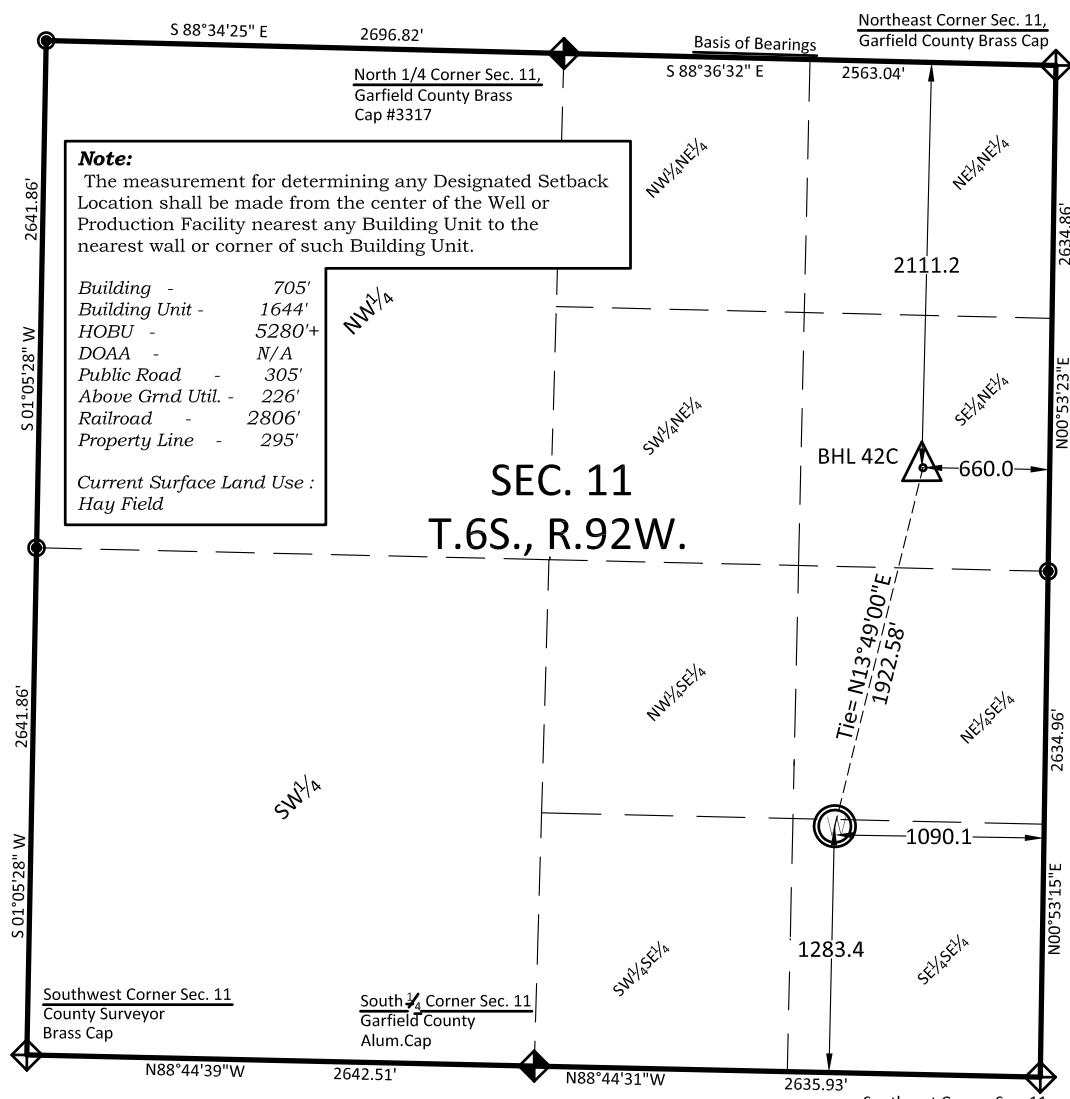 S 88°34'25" E
2696.82'
North 1/4 Corner Sec. 11,
Garfield County Brass
Cap #3317
Basis of Bearings
S 88°36'32" E
2563.04'
Northeast Corner Sec. 11,
Garfield County Brass Cap
Note:
The measurement for determining any Designated Setback
Location shall be made from the center of the Well or
Production Facility nearest any Building Unit to the
nearest wall or corner of such Building Unit.
Building - 705'
Building Unit - 1644'
HOBU - 5280'+
DOAA - N/A
Public Road - 305'
Above Grnd Util. - 226'
Railroad - 2806'
Property Line - 295'
Current Surface Land Use :
Hay Field
2641.86'
S 01°05'28" W
NW¼
NW¼NE¼
NE¼NE¼
2634.86'
2111.2
N00°53'23"E
SW¼NE¼
SE¼NE¼
SEC. 11
T.6S., R.92W.
BHL 42C
660.0
Tie= N13°49'00"E
1922.58'
2641.86'
S 01°05'28" W
SW¼
NW¼SE¼
NE¼SE¼
2634.96'
W
1090.1
N00°53'15"E
1283.4
SW¼SE¼
SE¼SE¼
Southwest Corner Sec. 11
County Surveyor
Brass Cap
South ¼ Corner Sec. 11
Garfield County
Alum.Cap
N88°44'39"W
2642.51'
N88°44'31"W
2635.93'